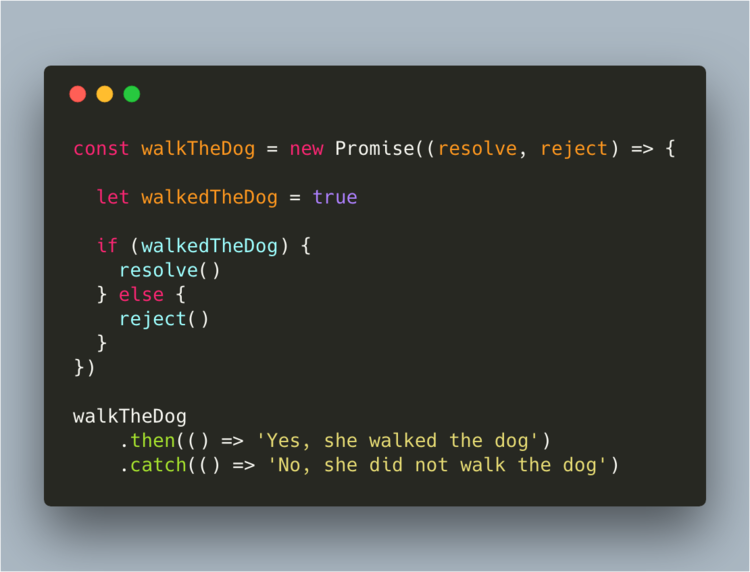 const walkTheDog = new Promise((resolve, reject) => {
let walkedTheDog = true
if (walkedTheDog) {
resolve()
} else {
reject()
}
})
walkTheDog
.then(() => 'Yes, she walked the dog')
.catch(() => 'No, she did not walk the dog')